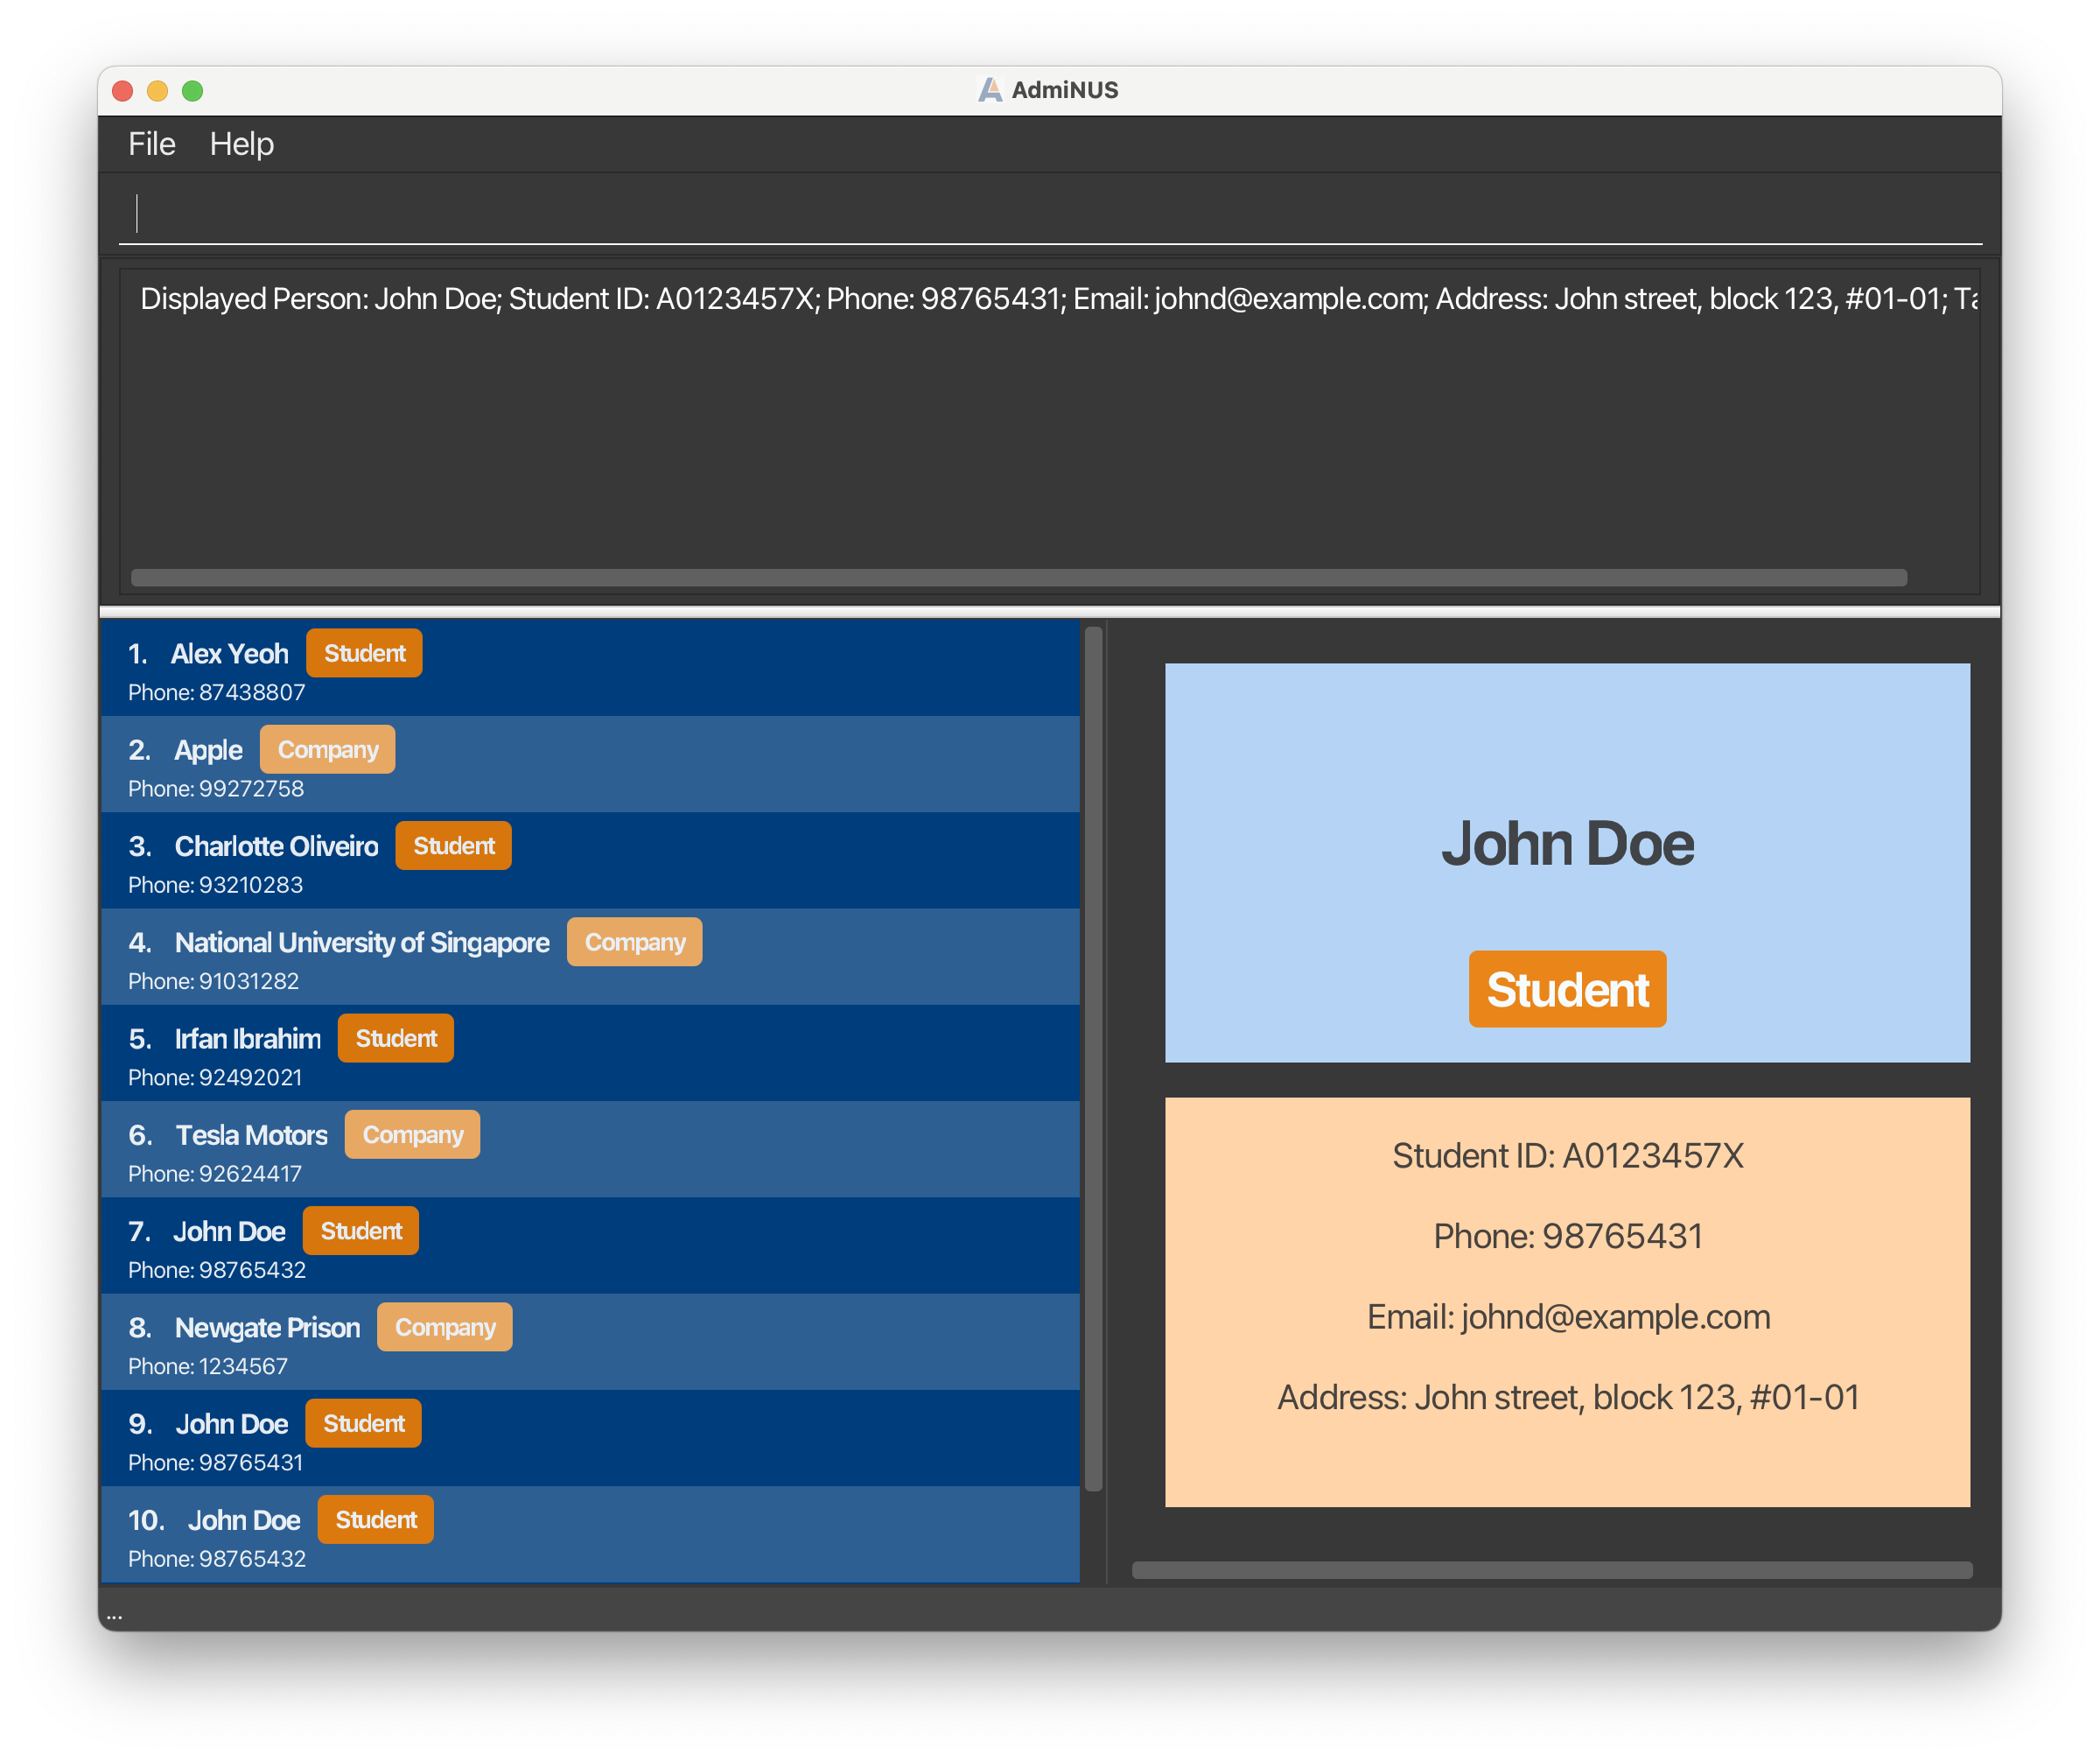 AdmiNUS
File Help
Displayed Person: John Doe; Student ID: A0123457X; Phone: 98765431; Email: johnd@example.com; Address: John street, block 123, #01-01; Ta
1. Alex Yeoh Student
Phone: 87438807
2. Apple Company
Phone: 99272758
3. Charlotte Oliveiro Student
Phone: 93210283
4. National University of Singapore Company
Phone: 91031282
5. Irfan Ibrahim Student
Phone: 92492021
6. Tesla Motors Company
Phone: 92624417
7. John Doe Student
Phone: 98765432
8. Newgate Prison Company
Phone: 1234567
9. John Doe Student
Phone: 98765431
10. John Doe Student
Phone: 98765432
John Doe
Student
Student ID: A0123457X
Phone: 98765431
Email: johnd@example.com
Address: John street, block 123, #01-01
...